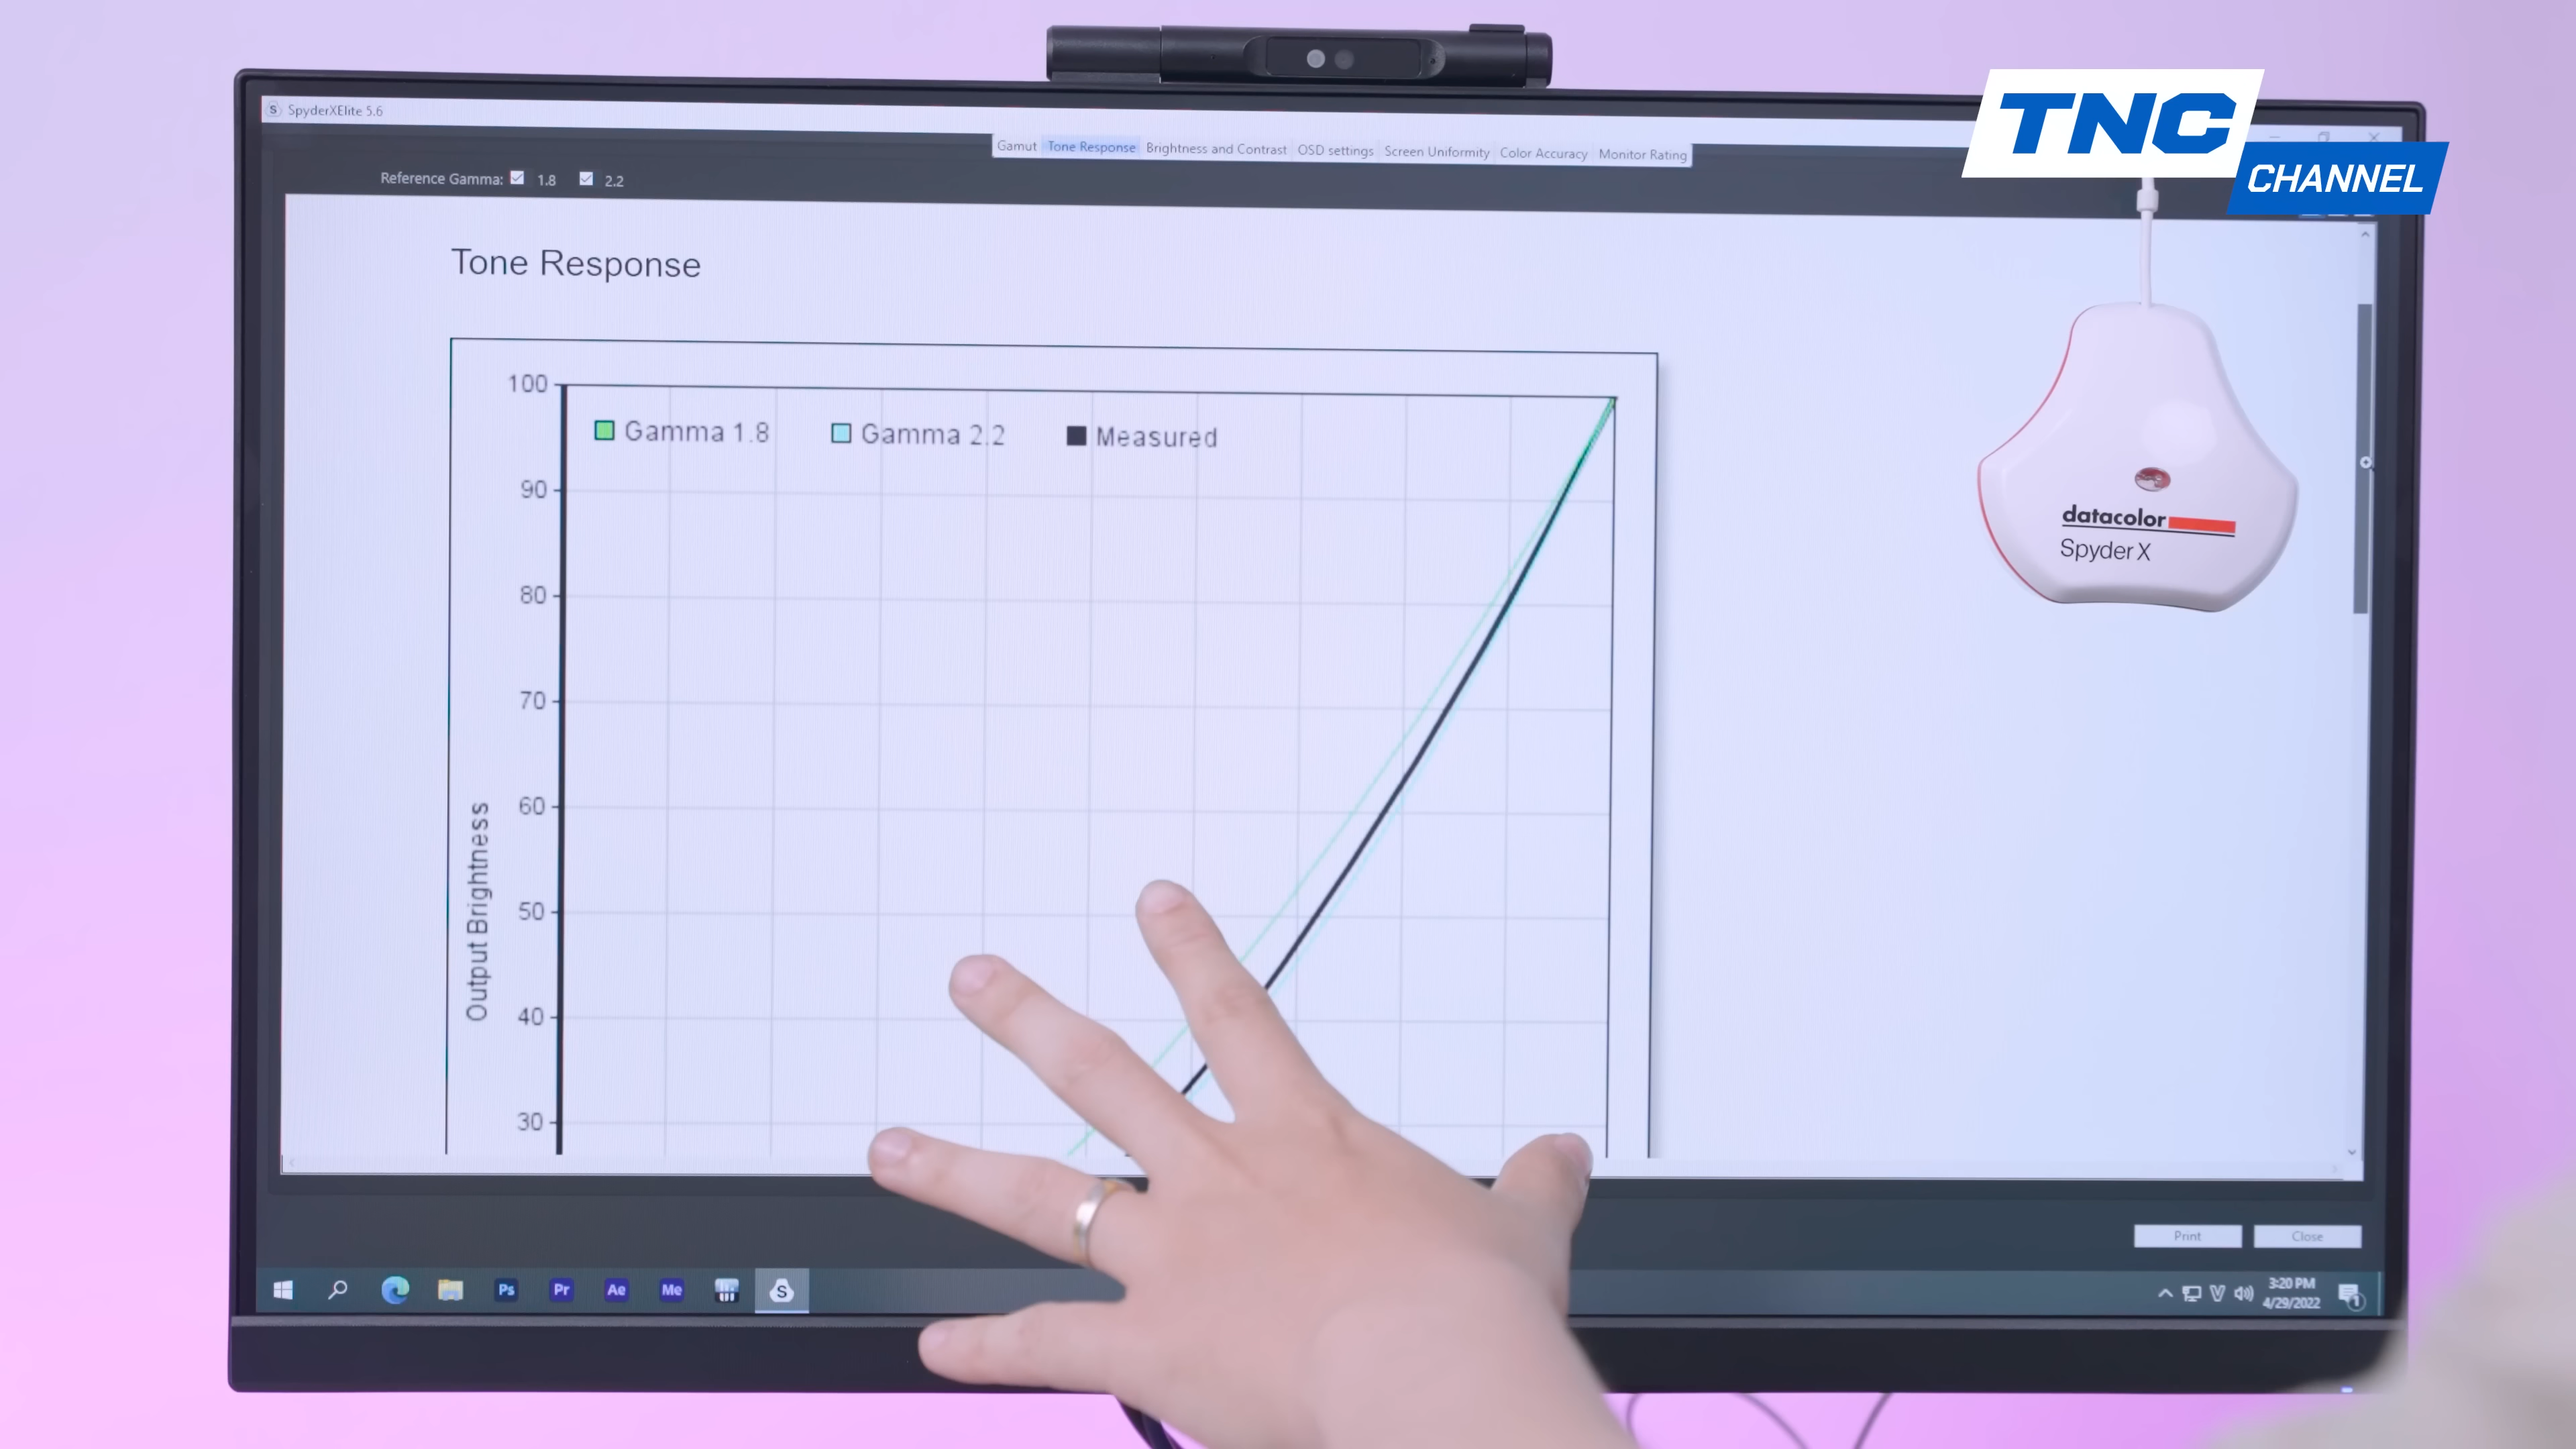 TNC
CHANNEL
SpyderXElite 5.6
Gamut Tone Response Brightness and Contrast OSD settings Screen Uniformity Color Accuracy Monitor Rating
Reference Gamma: 1.8 2.2
Tone Response
100
Gamma 1.8 Gamma 2.2 Measured
90
80
70
60
50
40
30
Output Brightness
datacolor
Spyder X
Print Close
Ps Pr Ae Me S
3:20 PM
4/29/2022
1